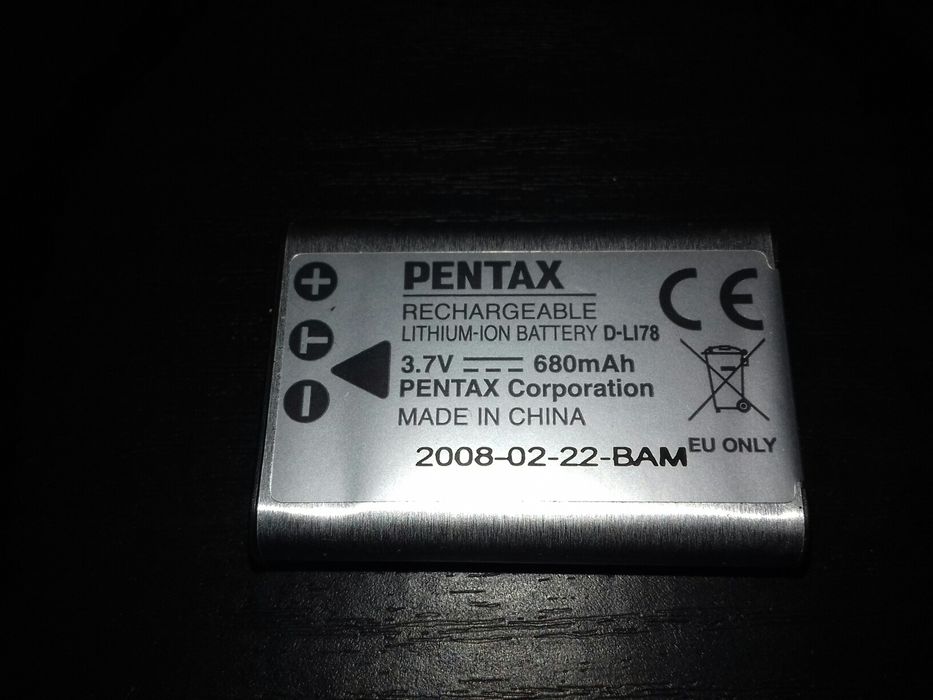 PENTAX
RECHARGEABLE
LITHIUM-ION BATTERY D-LI78
3.7V 680mAh
PENTAX Corporation
MADE IN CHINA
2008-02-22-BAM
+
T
-
CE
EU ONLY